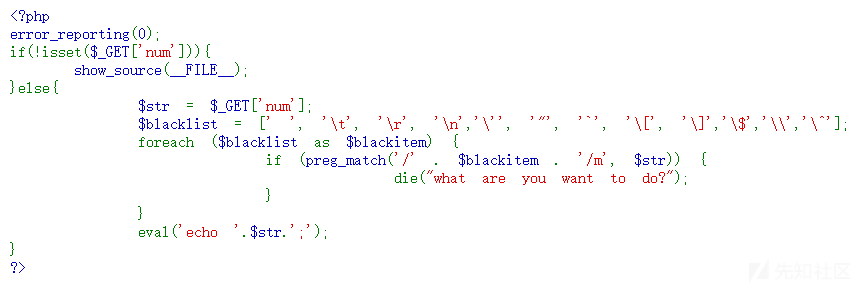 <?php
error_reporting(0);
if(!isset($_GET['num'])){
show_source(__FILE__);
}else{
$str = $_GET['num'];
$blacklist = [' ', '\t', '\r', '\n','\'', '"', '`', '\[', '\]','\$','\\','\^'];
foreach ($blacklist as $blackitem) {
if (preg_match('/' . $blackitem . '/m', $str)) {
die("what are you want to do?");
}
}
eval('echo '.$str.';');
}
?>
先知社区